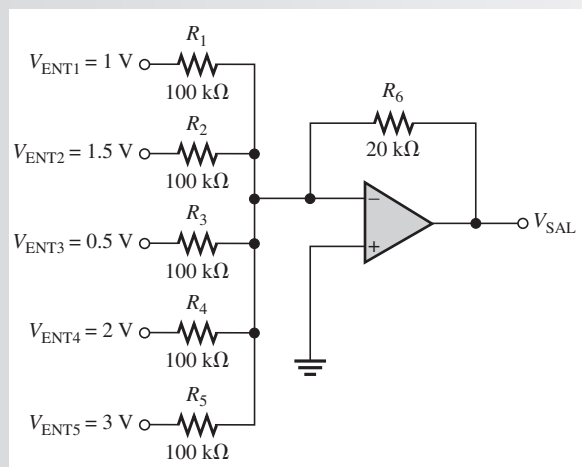 R1
VENT1 = 1 V
100 kΩ
R2
VENT2 = 1.5 V
100 kΩ
R3
VENT3 = 0.5 V
100 kΩ
R4
VENT4 = 2 V
100 kΩ
R5
VENT5 = 3 V
100 kΩ
R6
20 kΩ
−
+
VSAL